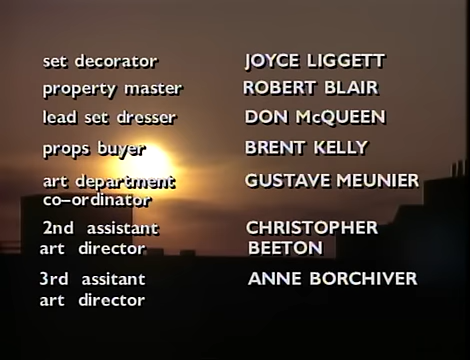 set decorator JOYCE LIGGETT
property master ROBERT BLAIR
lead set dresser DON McQUEEN
props buyer BRENT KELLY
art department GUSTAVE MEUNIER
co-ordinator
2nd assistant CHRISTOPHER
art director BEETON
3rd assitant ANNE BORCHIVER
art director